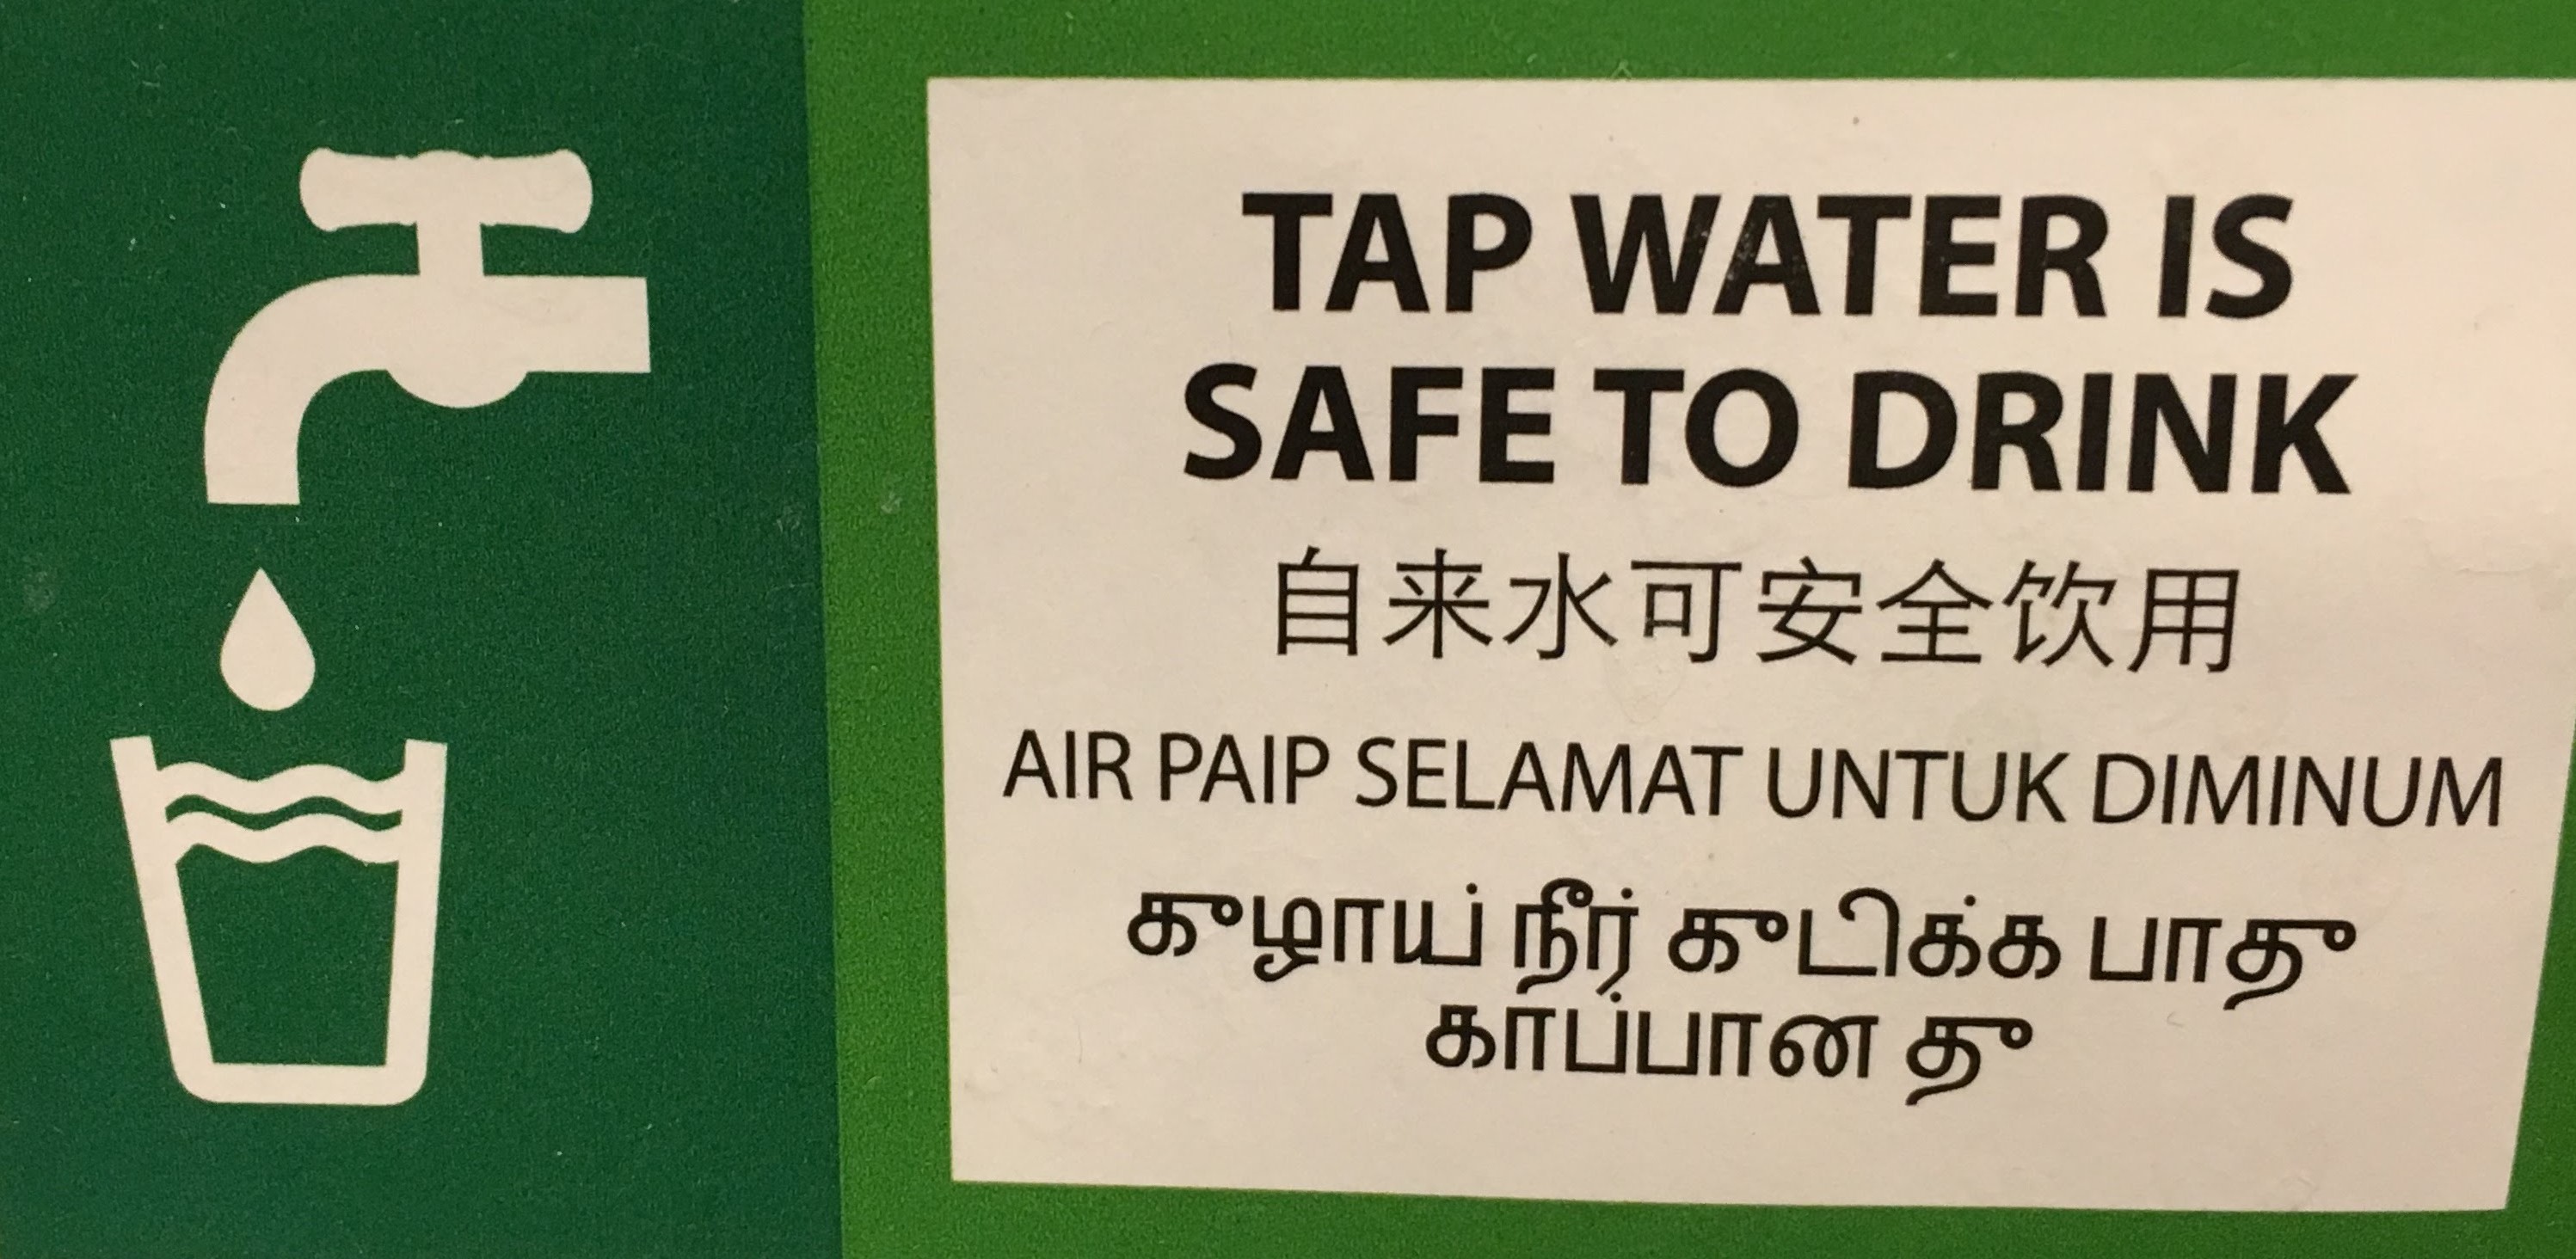 TAP WATER IS
SAFE TO DRINK
自来水可安全饮用
AIR PAIP SELAMAT UNTUK DIMINUM
குழாய் நீர் குடிக்க பாது
காப்பான து